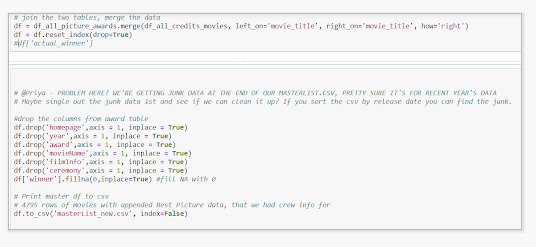 # join the two tables, merge the data
df = df_all_picture_awards.merge(df_all_credits_movies, left_on='movie_title', right_on='movie_title', how='right')
df = df.reset_index(drop=True)
#df['actual_winner']
# @Priya - PROBLEM HERE? WE'RE GETTING JUNK DATA AT THE END OF OUR MASTERLIST.CSV, PRETTY SURE IT'S FOR RECENT YEAR'S DATA
# Maybe single out the junk data 1st and see if we can clean it up? If you sort the csv by release date you can find the junk.
#drop the columns from award table
df.drop('homepage',axis = 1, inplace = True)
df.drop('year',axis = 1, inplace = True)
df.drop('award',axis = 1, inplace = True)
df.drop('movieName',axis = 1, inplace = True)
df.drop('filmInfo',axis = 1, inplace = True)
df.drop('ceremony',axis = 1, inplace = True)
df['winner'].fillna(0,inplace=True) #fill NA with 0
# Print master df to csv
# 4795 rows of movies with appended Best Picture data, that we had crew info for
df.to_csv('masterList_new.csv', index=False)